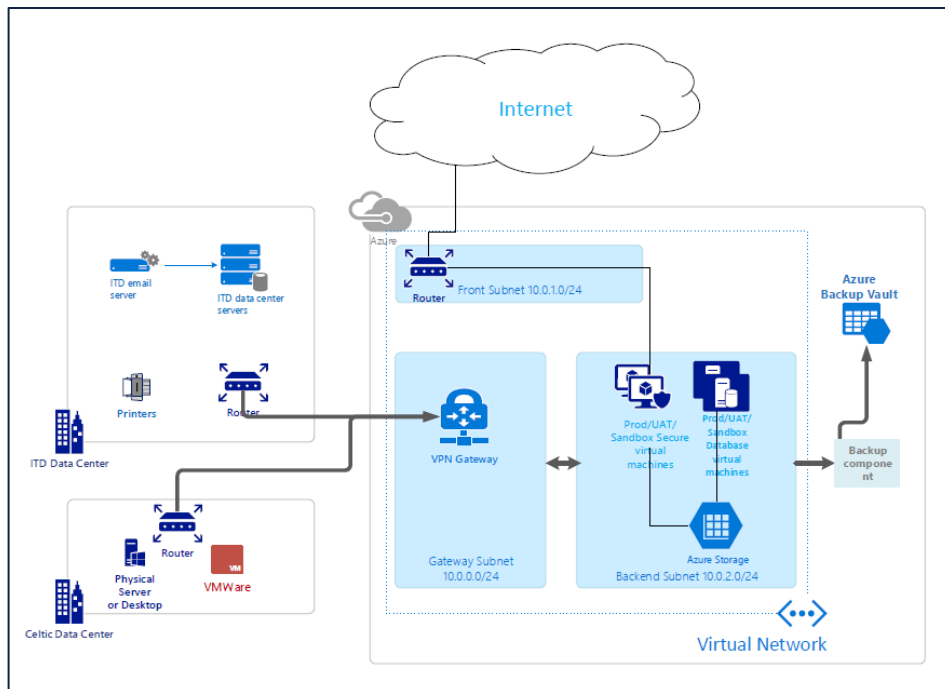 Internet
Azure
Router
Front Subnet 10.0.1.0/24
ITD email
server
ITD data center
servers
Printers
Router
ITD Data Center
VPN Gateway
Gateway Subnet
10.0.0.0/24
Prod/UAT/
Sandbox Secure
virtual
machines
Prod/UAT/
Sandbox
Database
virtual
machines
Azure Storage
Backend Subnet 10.0.2.0/24
Azure
Backup Vault
Backup
compone
nt
Router
Physical
Server
or Desktop
VM
VMWare
Celtic Data Center
Virtual Network